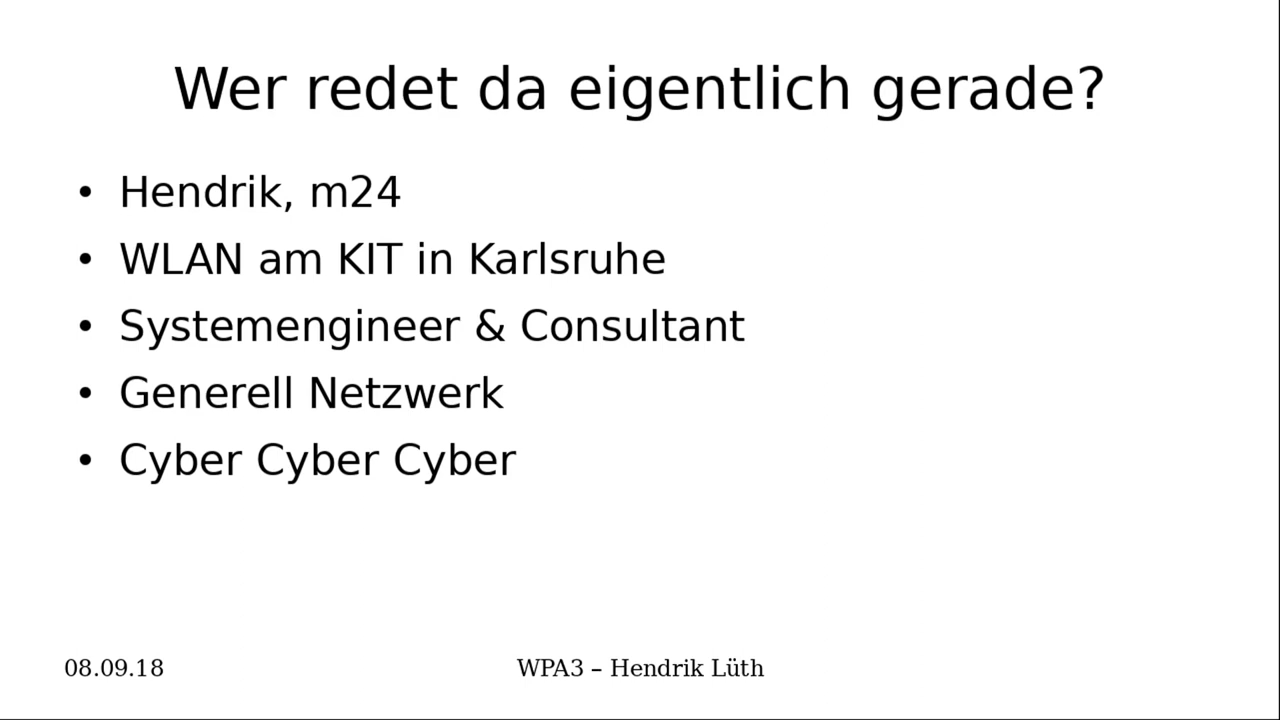 Wer redet da eigentlich gerade?
• Hendrik, m24
• WLAN am KIT in Karlsruhe
• Systemengineer & Consultant
• Generell Netzwerk
• Cyber Cyber Cyber
08.09.18
WPA3 – Hendrik Lüth